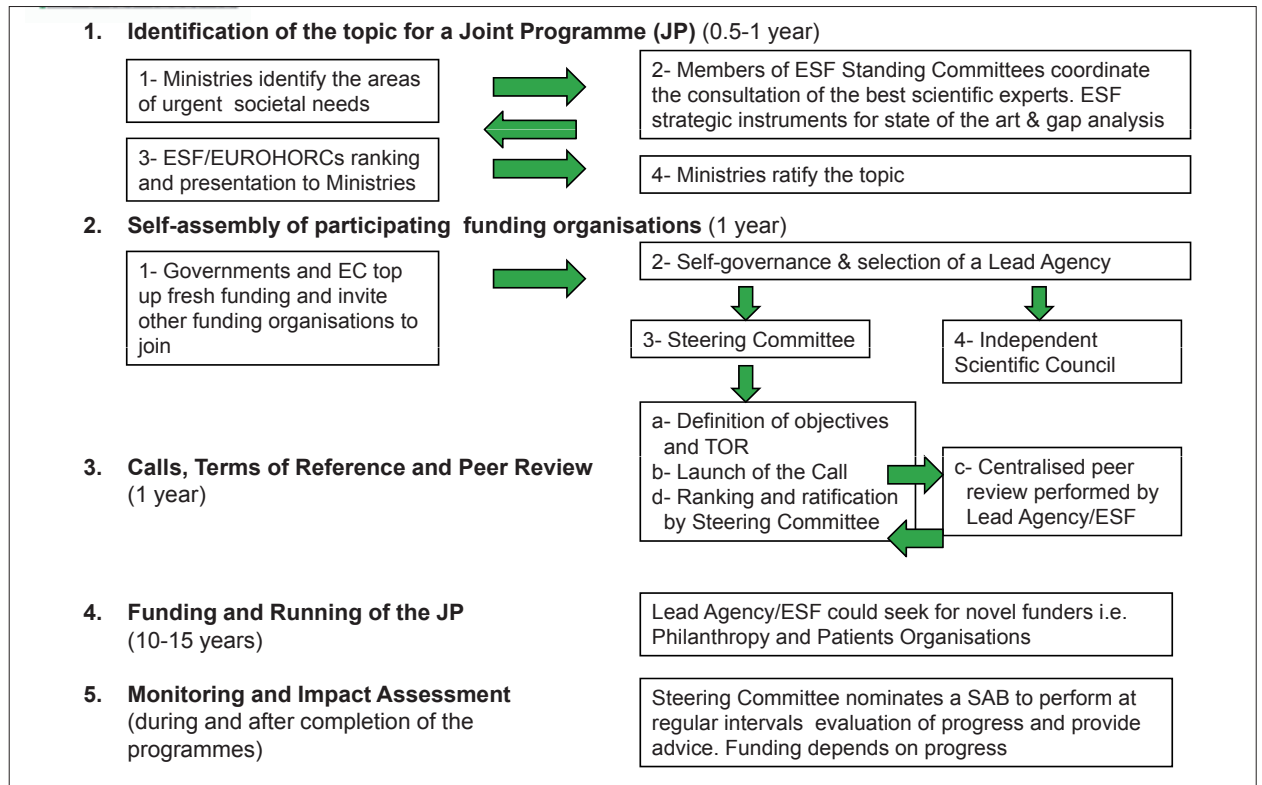 1. Identification of the topic for a Joint Programme (JP) (0.5-1 year)
1- Ministries identify the areas
of urgent societal needs
2- Members of ESF Standing Committees coordinate
the consultation of the best scientific experts. ESF
strategic instruments for state of the art & gap analysis
3- ESF/EUROHORCs ranking
and presentation to Ministries
4- Ministries ratify the topic
2. Self-assembly of participating funding organisations (1 year)
1- Governments and EC top
up fresh funding and invite
other funding organisations to
join
2- Self-governance & selection of a Lead Agency
3- Steering Committee
4- Independent
Scientific Council
3. Calls, Terms of Reference and Peer Review
(1 year)
a- Definition of objectives
and TOR
b- Launch of the Call
d- Ranking and ratification
by Steering Committee
c- Centralised peer
review performed by
Lead Agency/ESF
4. Funding and Running of the JP
(10-15 years)
Lead Agency/ESF could seek for novel funders i.e.
Philanthropy and Patients Organisations
5. Monitoring and Impact Assessment
(during and after completion of the
programmes)
Steering Committee nominates a SAB to perform at
regular intervals evaluation of progress and provide
advice. Funding depends on progress